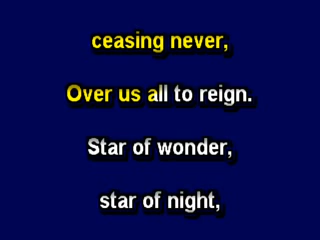 ceasing never,
Over us all to reign.
Star of wonder,
star of night,